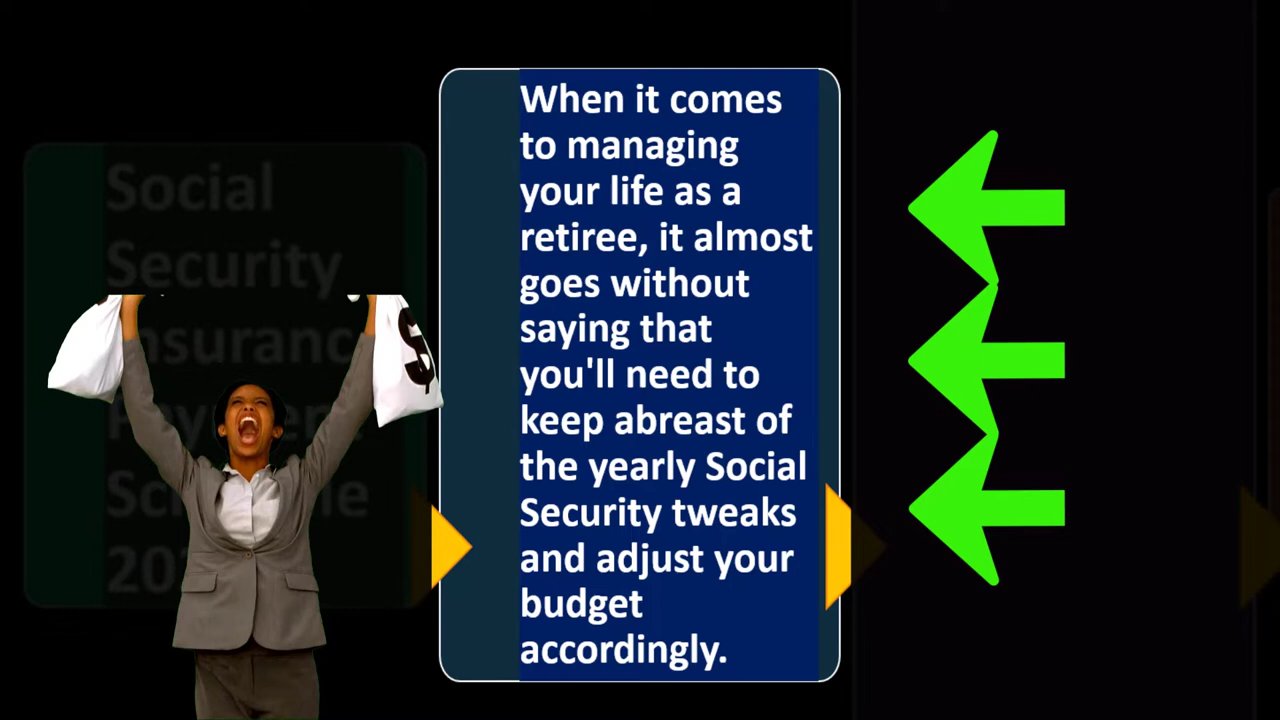 Social
Security
When it comes
to managing
your life as a
retiree, it almost
goes without
saying that
you'll need to
keep abreast of
the yearly Social
Security tweaks
and adjust your
budget
accordingly.
$